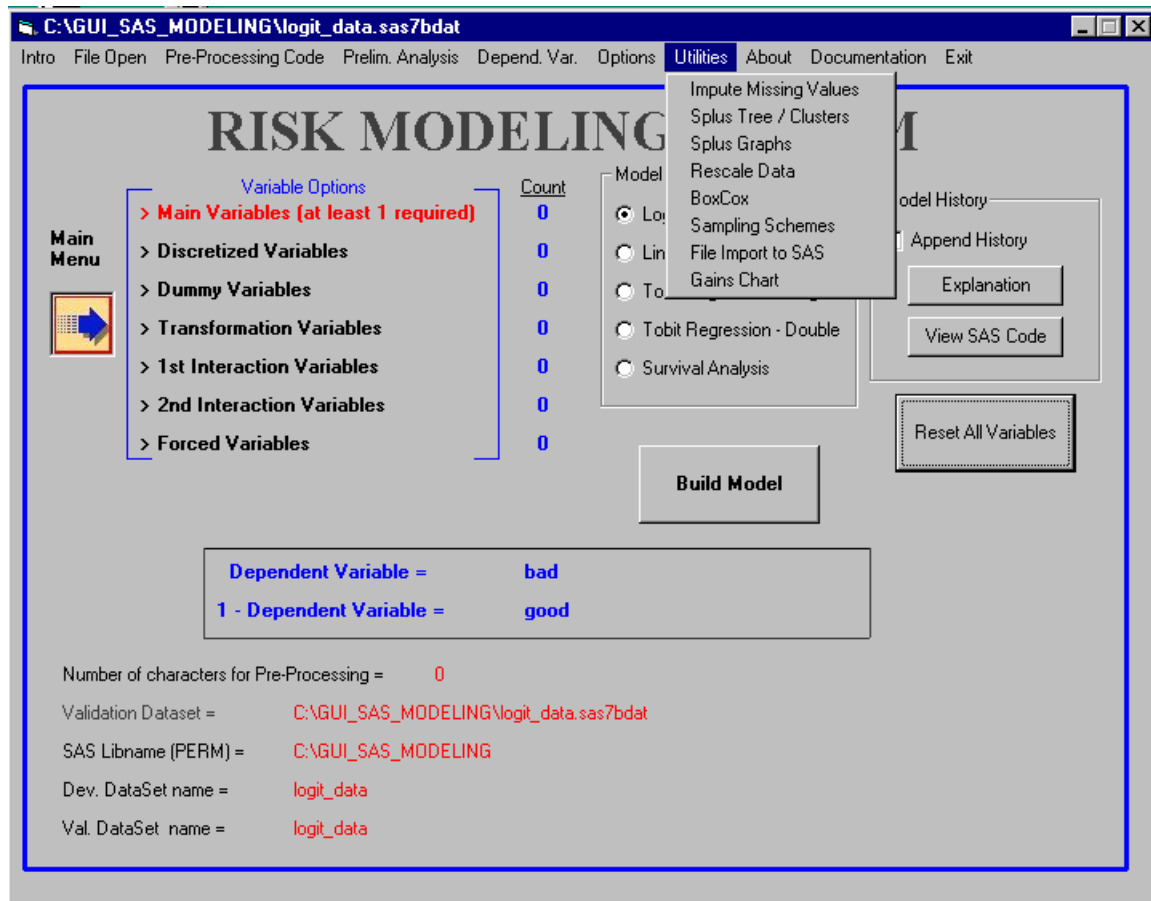 C:\GUI_SAS_MODELING\logit_data.sas7bdat
Intro File Open Pre-Processing Code Prelim. Analysis Depend. Var. Options Utilities About Documentation Exit
Impute Missing Values
Splus Tree / Clusters
Splus Graphs
Rescale Data
BoxCox
Sampling Schemes
File Import to SAS
Gains Chart
RISK MODELING
Main
Menu
Variable Options Count
> Main Variables (at least 1 required) 0
> Discretized Variables 0
> Dummy Variables 0
> Transformation Variables 0
> 1st Interaction Variables 0
> 2nd Interaction Variables 0
> Forced Variables 0
Model
Tobit Regression - Double
Survival Analysis
History
Append History
Explanation
View SAS Code
Reset All Variables
Build Model
Dependent Variable = bad
1 - Dependent Variable = good
Number of characters for Pre-Processing = 0
Validation Dataset = C:\GUI_SAS_MODELING\logit_data.sas7bdat
SAS Libname (PERM) = C:\GUI_SAS_MODELING
Dev. DataSet name = logit_data
Val. DataSet name = logit_data